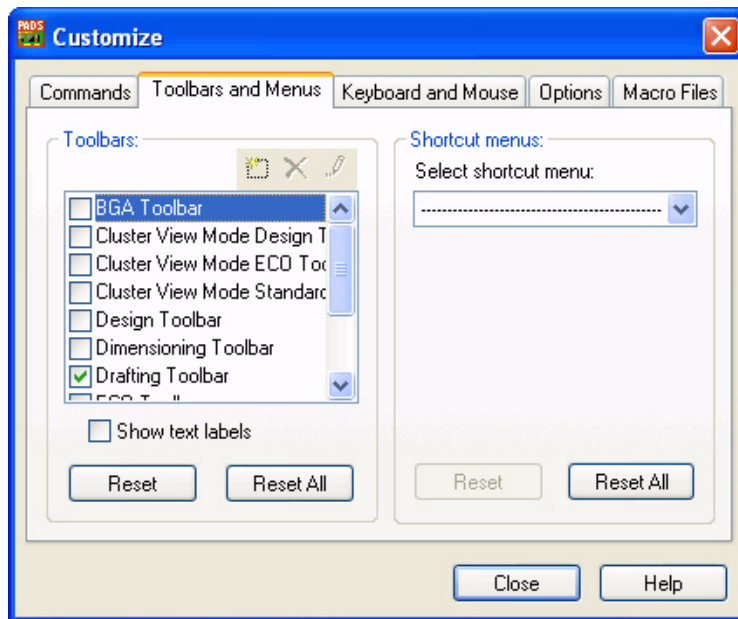 PADS
Customize
Commands
Toolbars and Menus
Keyboard and Mouse
Options
Macro Files
Toolbars:
BGA Toolbar
Cluster View Mode Design T
Cluster View Mode ECO Too
Cluster View Mode Standard
Design Toolbar
Dimensioning Toolbar
Drafting Toolbar
Show text labels
Reset
Reset All
Shortcut menus:
Select shortcut menu:
Reset
Reset All
Close
Help